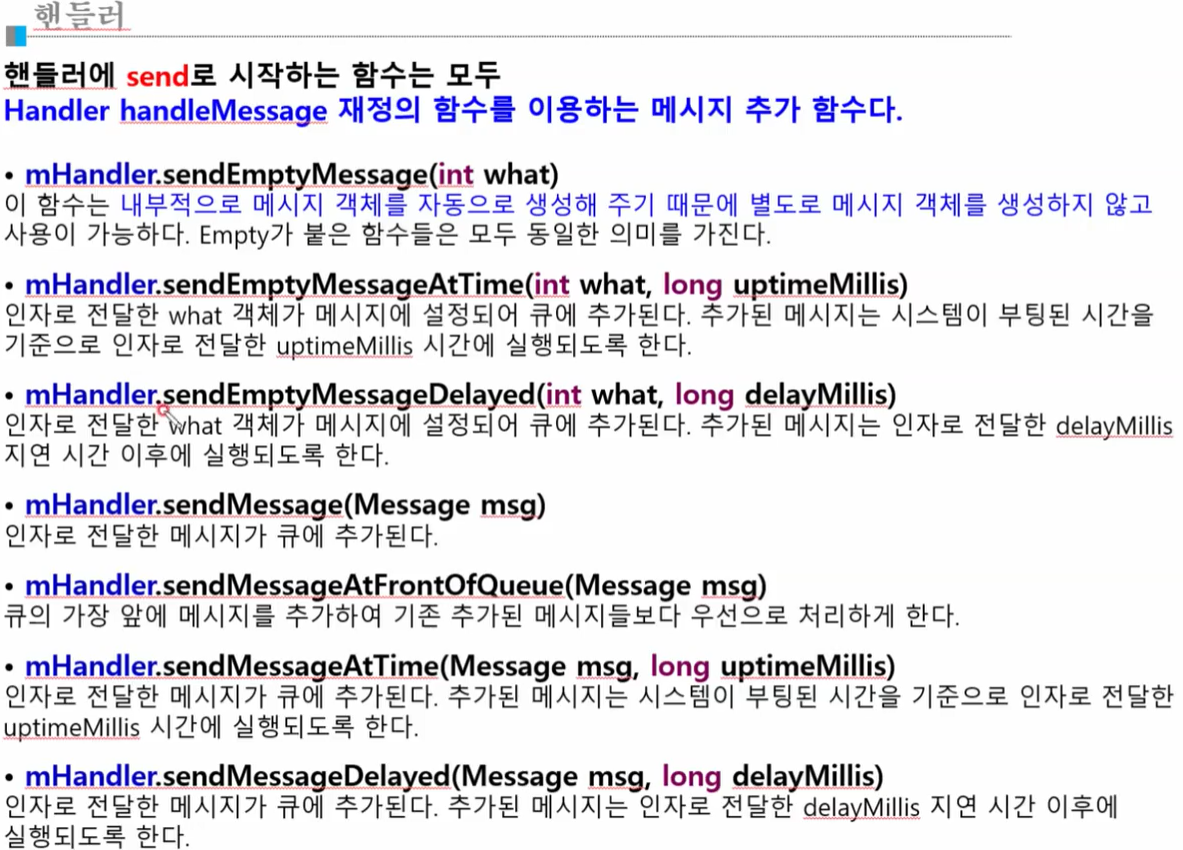 핸들러
핸들러에 send로 시작하는 함수는 모두
Handler handleMessage 재정의 함수를 이용하는 메시지 추가 함수다.
• mHandler.sendEmptyMessage(int what)
이 함수는 내부적으로 메시지 객체를 자동으로 생성해 주기 때문에 별도로 메시지 객체를 생성하지 않고
사용이 가능하다. Empty가 붙은 함수들은 모두 동일한 의미를 가진다.
• mHandler.sendEmptyMessageAtTime(int what, long uptimeMillis)
인자로 전달한 what 객체가 메시지에 설정되어 큐에 추가된다. 추가된 메시지는 시스템이 부팅된 시간을
기준으로 인자로 전달한 uptimeMillis 시간에 실행되도록 한다.
• mHandler.sendEmptyMessageDelayed(int what, long delayMillis)
인자로 전달한 what 객체가 메시지에 설정되어 큐에 추가된다. 추가된 메시지는 인자로 전달한 delayMillis
지연 시간 이후에 실행되도록 한다.
• mHandler.sendMessage(Message msg)
인자로 전달한 메시지가 큐에 추가된다.
• mHandler.sendMessageAtFrontOfQueue(Message msg)
큐의 가장 앞에 메시지를 추가하여 기존 추가된 메시지들보다 우선으로 처리하게 한다.
• mHandler.sendMessageAtTime(Message msg, long uptimeMillis)
인자로 전달한 메시지가 큐에 추가된다. 추가된 메시지는 시스템이 부팅된 시간을 기준으로 인자로 전달한
uptimeMillis 시간에 실행되도록 한다.
• mHandler.sendMessageDelayed(Message msg, long delayMillis)
인자로 전달한 메시지가 큐에 추가된다. 추가된 메시지는 인자로 전달한 delayMillis 지연 시간 이후에
실행되도록 한다.